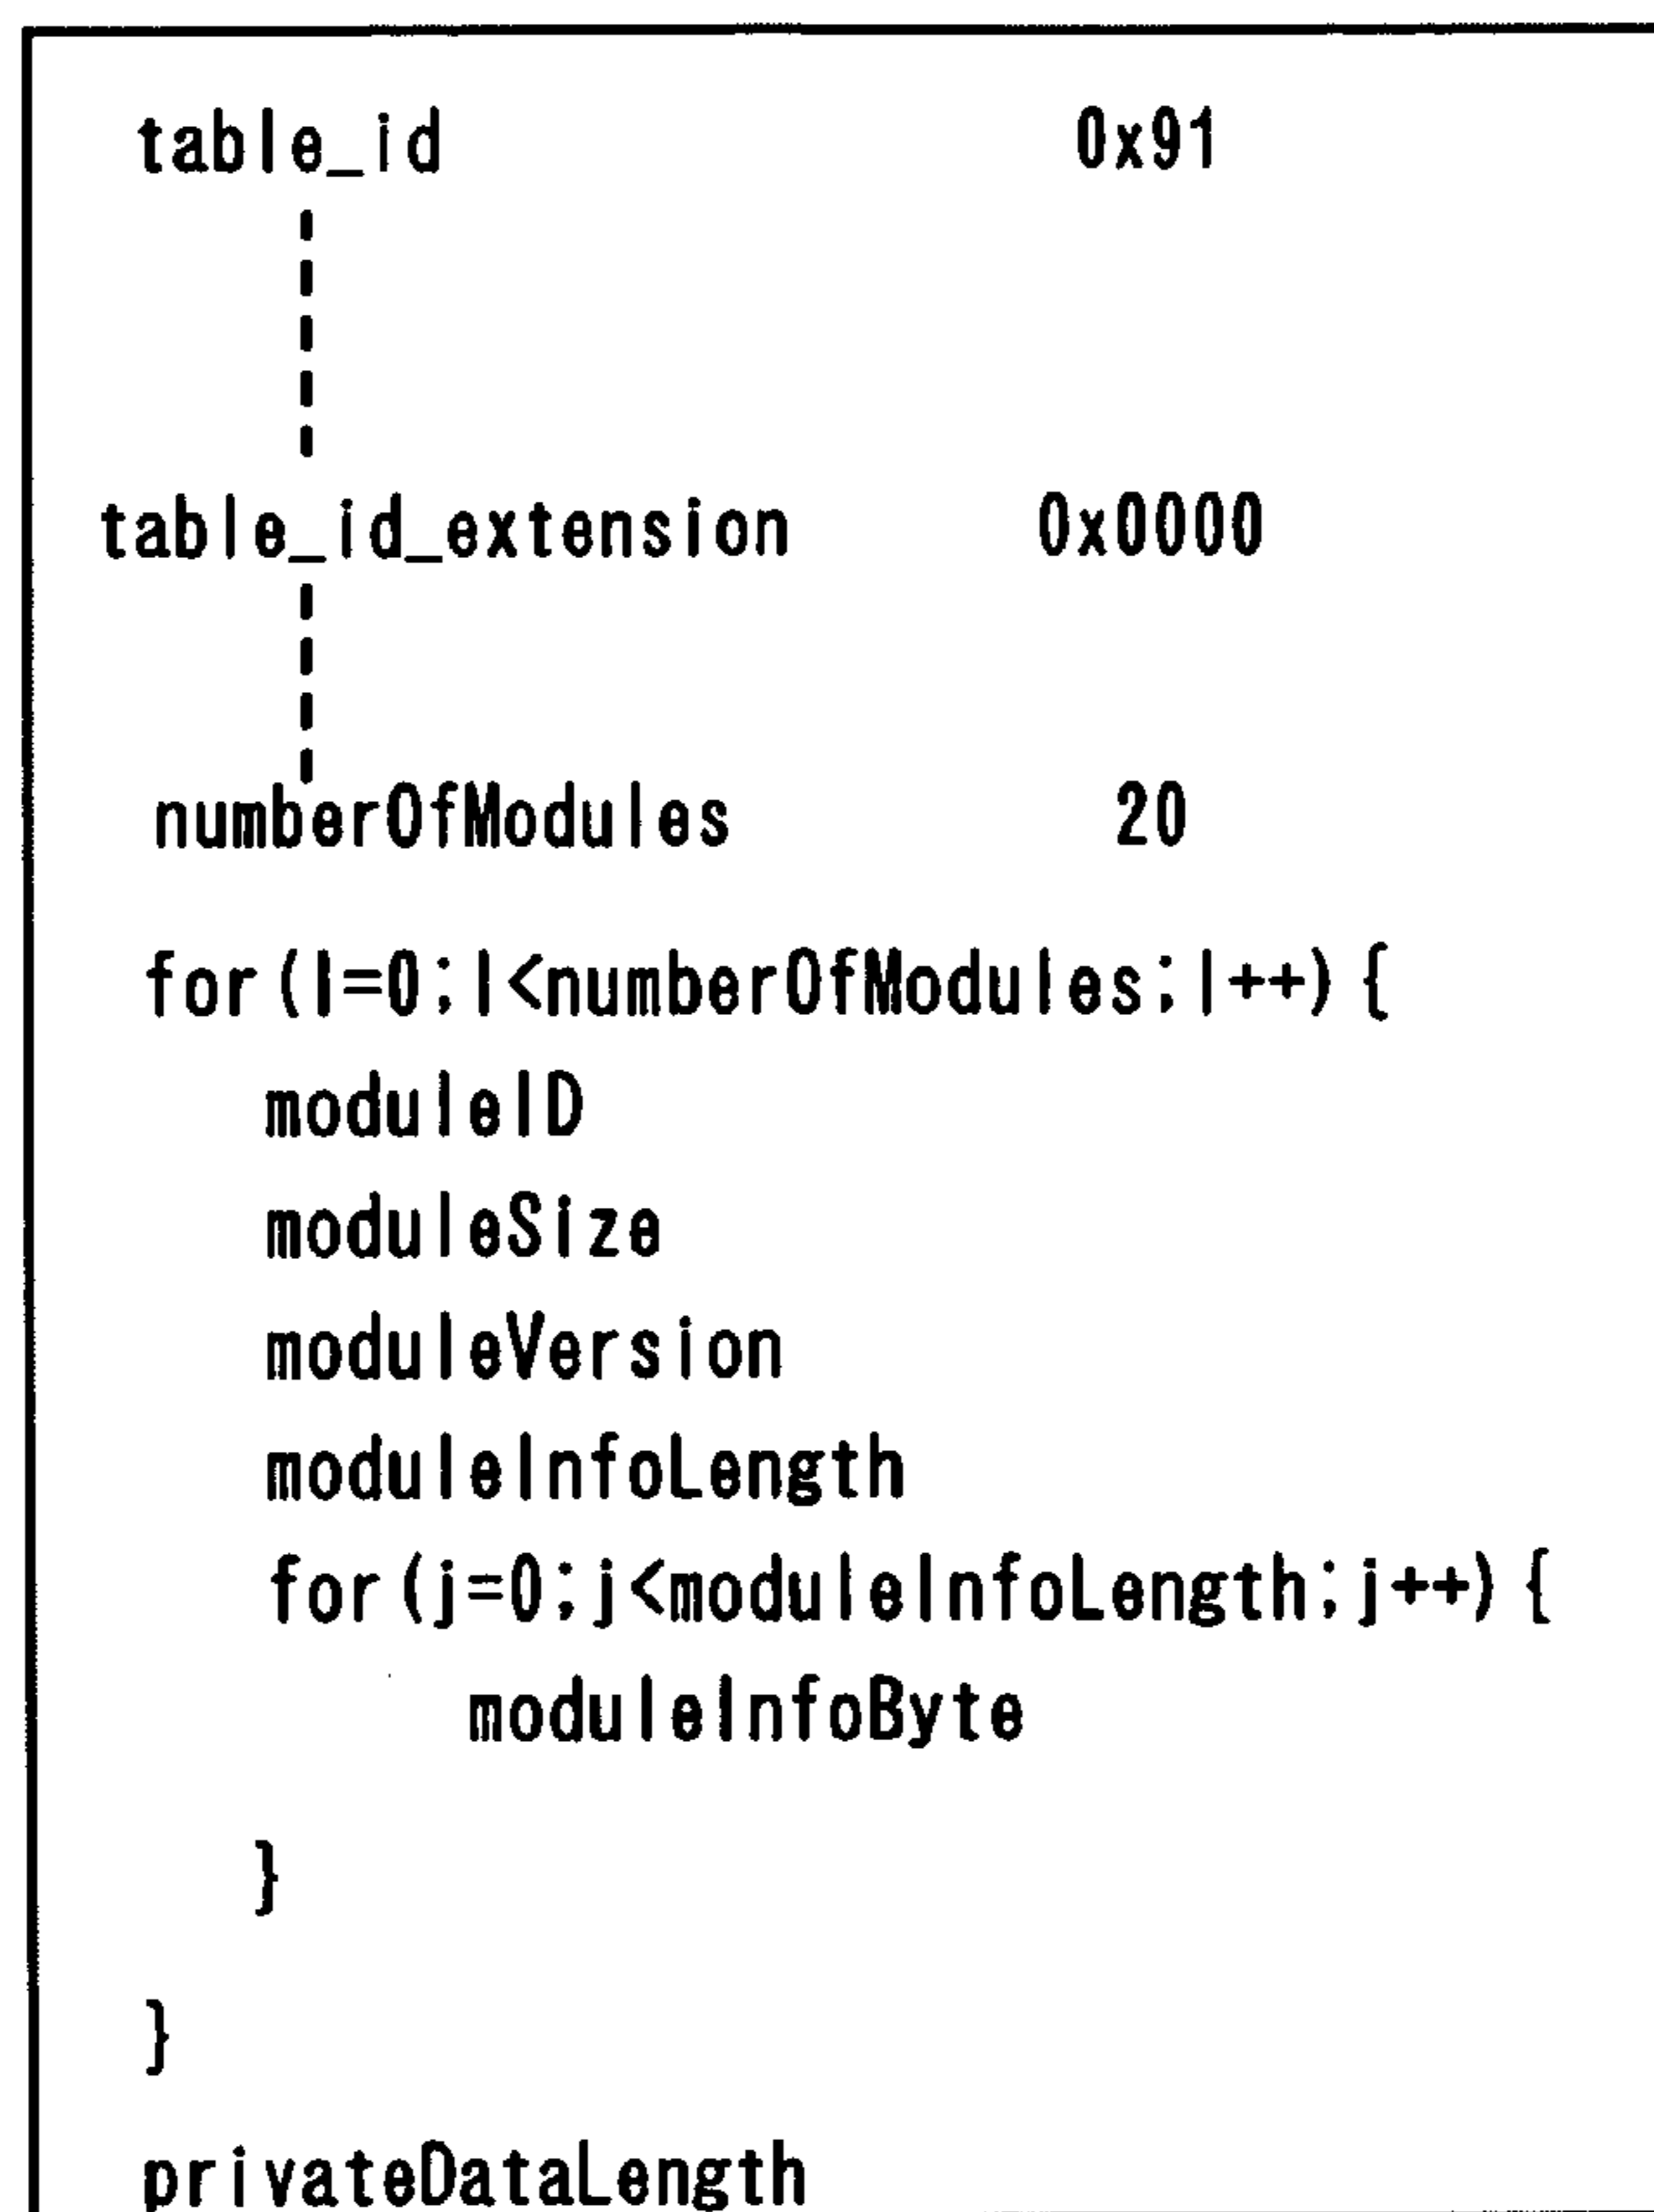 table_id 0x91
table_id_extension 0x0000
numberOfModules 20
for(I=0;I<numberOfModules;I++){
moduleID
moduleSize
moduleVersion
moduleInfoLength
for(j=0;j<moduleInfoLength;j++){
moduleInfoByte
}
}
privateDataLength